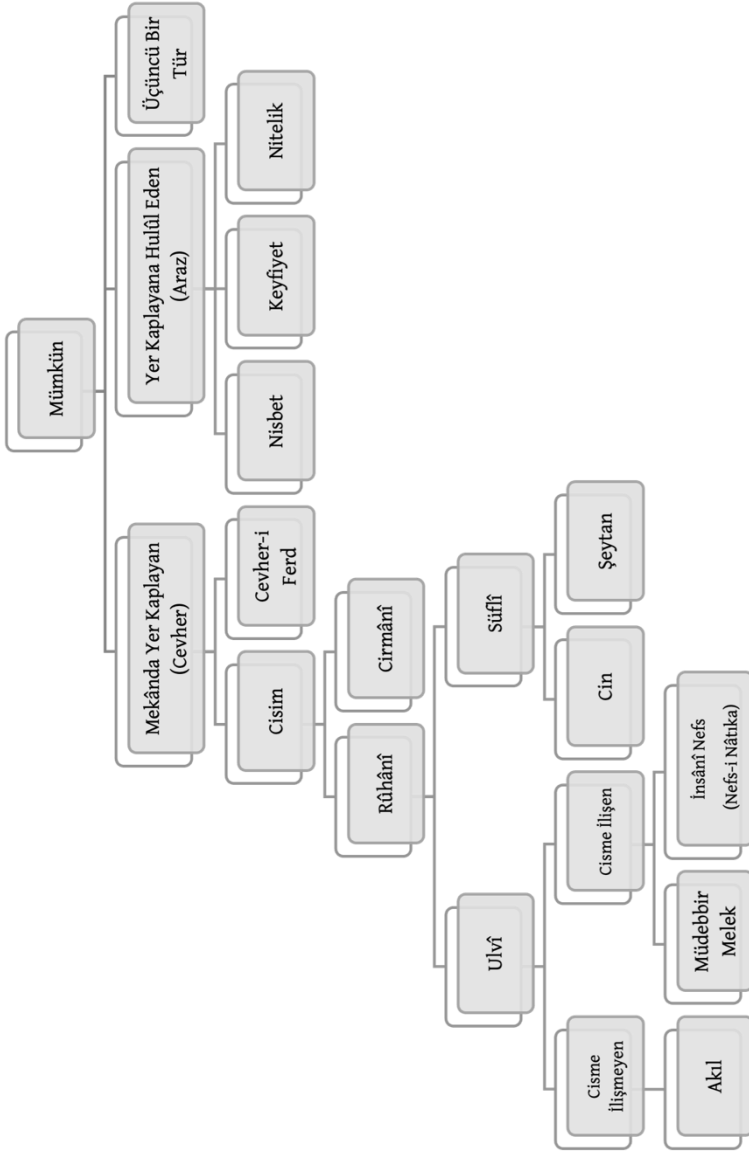 Mümkün
Mekânda Yer Kaplayan
(Cevher)
Yer Kaplayana Hulûl Eden
(Araz)
Üçüncü Bir
Tür
Cisim
Cevher-i
Ferd
Nisbet
Keyfiyet
Nitelik
Rûhânî
Cirmânî
Ulvî
Süflî
Cisme
İlişmeyen
Cisme İlişen
Cin
Şeytan
Akıl
Müdebbir
Melek
İnsânî Nefs
(Nefs-i Nâtıka)